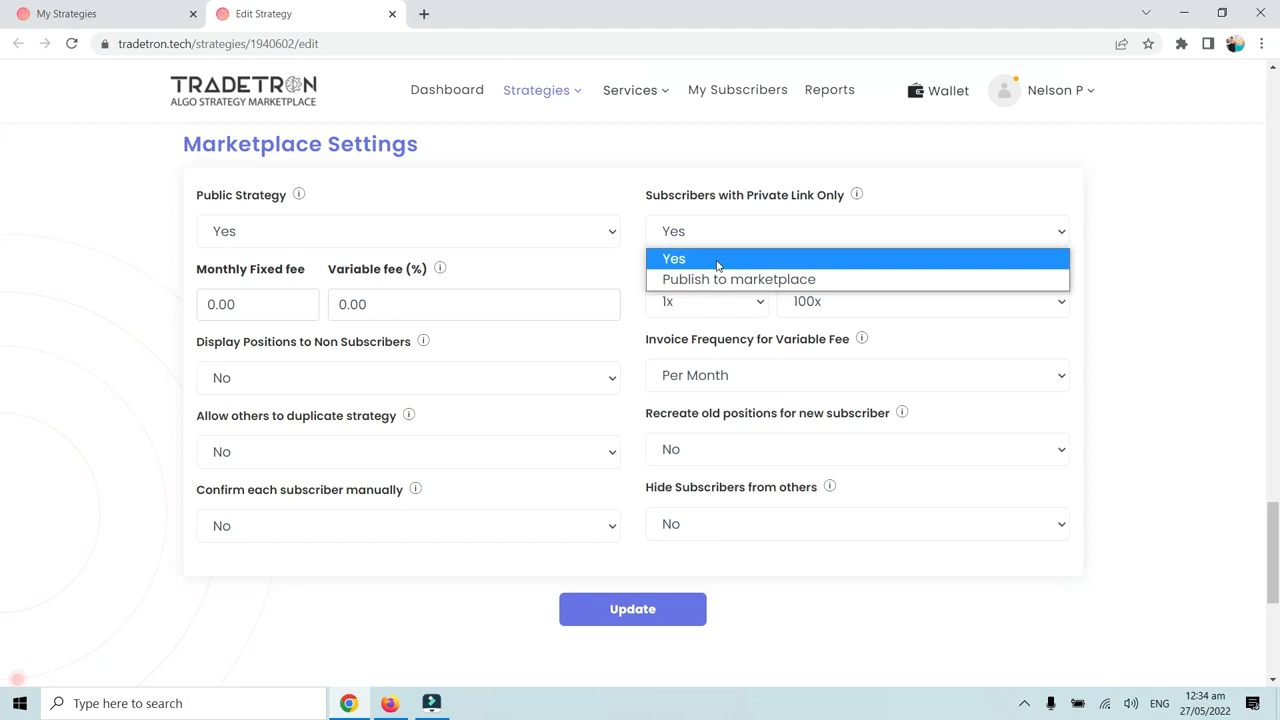 My Strategies
Edit Strategy
tradetron.tech/strategies/1940602/edit
TRADETRON
ALGO STRATEGY MARKETPLACE
Dashboard
Strategies
Services
My Subscribers
Reports
Wallet
Nelson P
Marketplace Settings
Public Strategy
Yes
Subscribers with Private Link Only
Yes
Yes
Publish to marketplace
Monthly Fixed fee
Variable fee (%)
0.00
0.00
1x
100x
Display Positions to Non Subscribers
No
Invoice Frequency for Variable Fee
Per Month
Allow others to duplicate strategy
No
Recreate old positions for new subscriber
No
Confirm each subscriber manually
No
Hide Subscribers from others
No
Update
Type here to search
ENG
12:34 am
27/05/2022